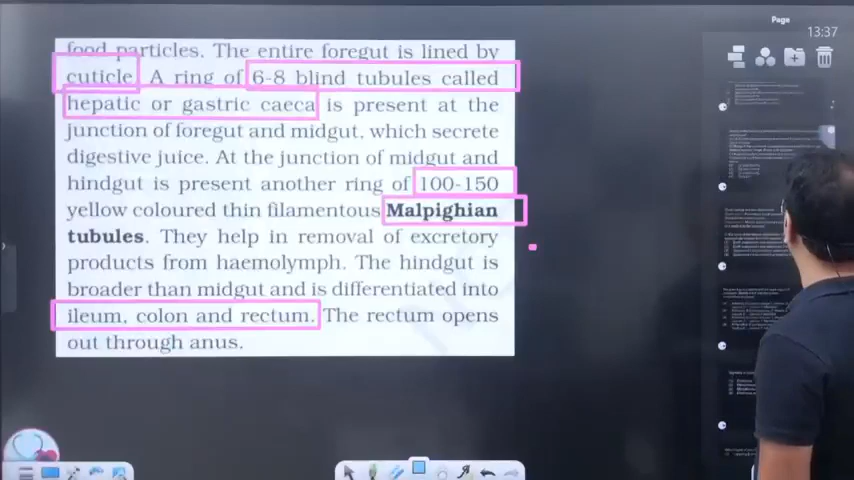 Page
13:37
food particles. The entire foregut is lined by
cuticle. A ring of 6-8 blind tubules called
hepatic or gastric caeca is present at the
junction of foregut and midgut, which secrete
digestive juice. At the junction of midgut and
hindgut is present another ring of 100-150
yellow coloured thin filamentous Malpighian
tubules. They help in removal of excretory
products from haemolymph. The hindgut is
broader than midgut and is differentiated into
ileum, colon and rectum. The rectum opens
out through anus.